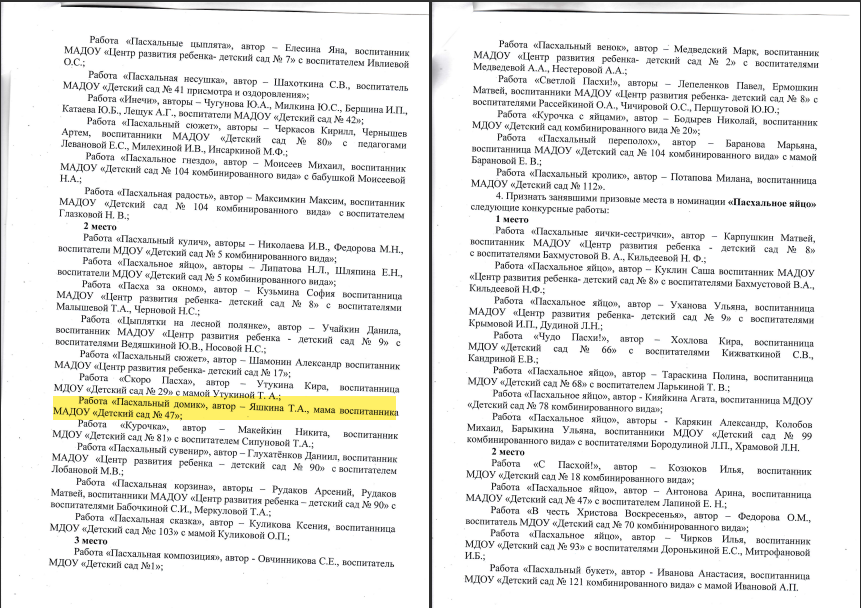 Работа «Пасхальные цыплята», автор – Елесина Яна, воспитанник
МАДОУ «Центр развития ребенка- детский сад № 7» с воспитателем Ивлиевой
О.С.;
Работа «Пасхальная несушка», автор – Шахоткина С.В., воспитатель
МАДОУ «Детский сад № 41 присмотра и оздоровления»;
Работа «Инечи», авторы – Чугунова Ю.А., Милкина Ю.С., Бершина И.П.,
Катаева Ю.Б., Лещук А.Г., воспитатели МАДОУ «Детский сад № 42»;
Работа «Пасхальный сюжет», авторы – Черкасов Кирилл, Чернышев
Артем, воспитанники МАДОУ «Детский сад № 80» с педагогами
Левановой Е.С., Милехиной И.В., Инсаркиной М.Ф.;
Работа «Пасхальное гнездо», автор – Моисеев Михаил, воспитанник
МАДОУ «Детский сад № 104 комбинированного вида» с бабушкой Моисеевой
Н.А.;
Работа «Пасхальная радость», автор – Максимкин Максим, воспитанник
МАДОУ «Детский сад № 104 комбинированного вида» с воспитателем
Глазковой Н. В.;
2 место
Работа «Пасхальный кулич», авторы – Николаева И.В., Федорова М.Н.,
воспитатели МДОУ «Детский сад № 5 комбинированного вида»;
Работа «Пасхальное яйцо», авторы – Липатова Н.Л., Шляпина Е.Н.,
воспитатели МДОУ «Детский сад № 5 комбинированного вида»;
Работа «Пасха за окном», автор – Кузьмина София воспитанница
МАДОУ «Центр развития ребенка- детский сад № 8» с воспитателями
Малышевой Т.А., Черновой Н.С.;
Работа «Цыплятки на лесной полянке», автор – Учайкин Данила,
воспитанник МАДОУ «Центр развития ребенка - детский сад № 9» с
воспитателями Ведяшкиной Ю.В., Носовой Н.С.;
Работа «Пасхальный сюжет», автор – Шамонин Александр воспитанник
МАДОУ «Центр развития ребенка- детский сад № 17»;
Работа «Скоро Пасха», автор – Утукина Кира, воспитанница
МДОУ «Детский сад № 29» с мамой Утукиной Т. А.;
Работа «Пасхальный домик», автор – Яшкина Т.А., мама воспитанника
МАДОУ «Детский сад № 47»;
Работа «Курочка», автор – Макейкин Никита, воспитанник
МДОУ «Детский сад № 81» с воспитателем Сипуновой Т.А.;
Работа «Пасхальный сувенир», автор – Глухатёнков Даниил, воспитанник
МАДОУ «Центр развития ребенка – детский сад № 90» с воспитателем
Лобановой М.В.;
Работа «Пасхальная корзина», авторы – Рудаков Арсений, Рудаков
Матвей, воспитанники МАДОУ «Центр развития ребенка – детский сад № 90» с
воспитателями Бабочкиной С.И., Меркуловой Т.А.;
Работа «Пасхальная сказка», автор – Куликова Ксения, воспитанница
МДОУ «Детский сад №с 103» с мамой Куликовой О.П.;
3 место
Работа «Пасхальная композиция», автор - Овчинникова С.Е., воспитатель
МДОУ «Детский сад №1»;
Работа «Пасхальный венок», автор – Медведский Марк, воспитанник
МАДОУ «Центр развития ребенка- детский сад № 2» с воспитателями
Медведевой А.А., Нестеровой А.А.;
Работа «Светлой Пасхи!», авторы – Лепеленков Павел, Ермошкин
Матвей, воспитанники МАДОУ «Центр развития ребенка- детский сад № 8» с
воспитателями Рассейкиной О.А., Чичировой О.С., Першутовой Ю.Ю.;
Работа «Курочка с яйцами», автор – Бодырев Николай, воспитанник
МДОУ «Детский сад комбинированного вида № 20»;
Работа «Пасхальный переполох», автор – Баранова Марьяна,
воспитанница МАДОУ «Детский сад № 104 комбинированного вида» с мамой
Барановой Е. В.;
Работа «Пасхальный кролик», автор – Потапова Милана, воспитанница
МАДОУ «Детский сад № 112».
4. Признать занявшими призовые места в номинации «Пасхальное яйцо»
следующие конкурсные работы:
1 место
Работа «Пасхальные яички-сестрички», автор – Карпушкин Матвей,
воспитанник МАДОУ «Центр развития ребенка - детский сад № 8»
с воспитателями Бахмустовой В. А., Кильдеевой Н. Ф.;
Работа «Пасхальное яйцо», автор – Куклин Саша воспитанник МАДОУ
«Центр развития ребенка- детский сад № 8» с воспитателями Бахмустовой В.А.,
Кильдеевой Н.Ф.;
Работа «Пасхальное яйцо», автор – Уханова Ульяна, воспитанница
МАДОУ «Центр развития ребенка- детский сад № 9» с воспитателями
Крымовой И.П., Дудиной Л.Н.;
Работа «Чудо Пасхи!», автор – Хохлова Кира, воспитанница
МДОУ «Детский сад № 66» с воспитателями Кижваткиной С.В.,
Кандриной Е.В.;
Работа «Пасхальное яйцо», автор – Тараскина Полина, воспитанница
МДОУ «Детский сад № 68» с воспитателем Ларькиной Т. В.;
Работа «Пасхальное яйцо», автор - Кияйкина Агата, воспитанница МДОУ
«Детский сад № 78 комбинированного вида»;
Работа «Пасхальное яйцо», авторы - Карякин Александр, Колобов
Михаил, Барыкина Ульяна, воспитанники МДОУ «Детский сад № 99
комбинированного вида» с воспитателями Бородулиной Л.П., Храмовой Л.Н.
2 место
Работа «С Пасхой!», автор – Козюков Илья, воспитанник
МДОУ «Детский сад № 18 комбинированного вида»;
Работа «Пасхальное яйцо», автор – Антонова Арина, воспитанница
МАДОУ «Детский сад № 47» с воспитателем Лапиной Е. Н.;
Работа «В честь Христова Воскресенья», автор – Федорова О.М.,
воспитатель МДОУ «Детский сад № 70 комбинированного вида»;
Работа «Пасхальное яйцо», автор – Чирков Илья, воспитанник
МДОУ «Детский сад № 93» с воспитателями Доронькиной Е.С., Митрофановой
И.Б.;
Работа «Пасхальный букет», автор - Иванова Анастасия, воспитанница
МАДОУ «Детский сад № 121 комбинированного вида» с мамой Ивановой А.П.